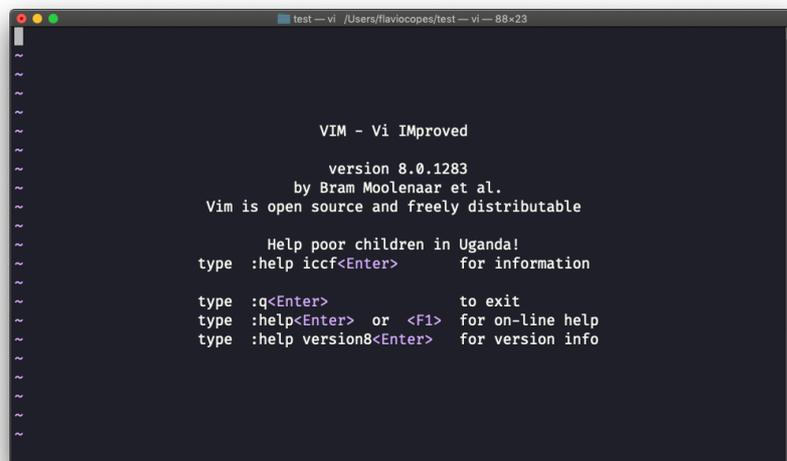 test — vi /Users/flaviocopes/test — vi — 88×23
~
~
~
~
~ VIM - Vi IMproved
~
~ version 8.0.1283
~ by Bram Moolenaar et al.
~ Vim is open source and freely distributable
~
~ Help poor children in Uganda!
~ type :help iccf<Enter> for information
~
~ type :q<Enter> to exit
~ type :help<Enter> or <F1> for on-line help
~ type :help version8<Enter> for version info
~
~
~
~
~